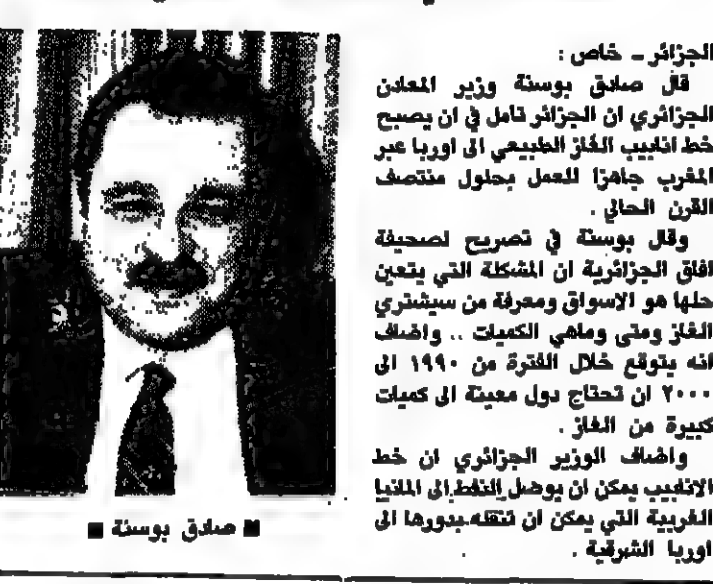 الجزائر ـ خاص :
قال صادق بوسنة وزير المعادن
الجزائري ان الجزائر تأمل في ان يصبح
خط انابيب الغاز الطبيعي الى اوربا عبر
المغرب جاهزا للعمل بحلول منتصف
القرن الحالي .
وقال بوسنة في تصريح لصحيفة
افاق الجزائرية ان المشكلة التي يتعين
حلها هو الاسواق ومعرفة من سيشتري
الغاز ومتى وماهي الكميات .. واضاف
انه يتوقع خلال الفترة من ١٩٩٠ الى
٢٠٠٠ ان تحتاج دول معينة الى كميات
كبيرة من الغاز .
واضاف الوزير الجزائري ان خط
الانابيب يمكن ان يوصل النفط الى المانيا
الغربية التي يمكن ان تنقله بدورها الى
اوربا الشرقية .
■ صادق بوسنة ■